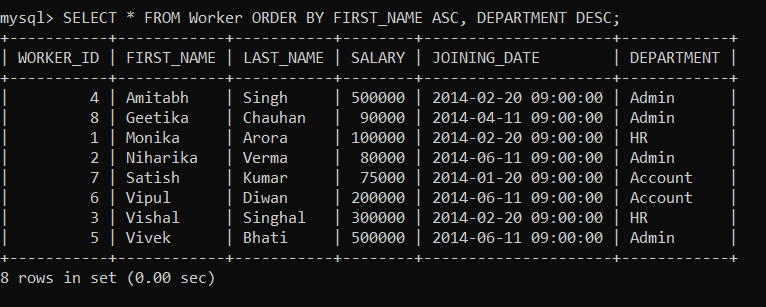 mysql> SELECT * FROM Worker ORDER BY FIRST_NAME ASC, DEPARTMENT DESC;
+-----------+------------+-----------+--------+---------------------+------------+
| WORKER_ID | FIRST_NAME | LAST_NAME | SALARY | JOINING_DATE        | DEPARTMENT |
+-----------+------------+-----------+--------+---------------------+------------+
|         4 | Amitabh    | Singh     | 500000 | 2014-02-20 09:00:00 | Admin      |
|         8 | Geetika    | Chauhan   |  90000 | 2014-04-11 09:00:00 | Admin      |
|         1 | Monika     | Arora     | 100000 | 2014-02-20 09:00:00 | HR         |
|         2 | Niharika   | Verma     |  80000 | 2014-06-11 09:00:00 | Admin      |
|         7 | Satish     | Kumar     |  75000 | 2014-01-20 09:00:00 | Account    |
|         6 | Vipul      | Diwan     | 200000 | 2014-06-11 09:00:00 | Account    |
|         3 | Vishal     | Singhal   | 300000 | 2014-02-20 09:00:00 | HR         |
|         5 | Vivek      | Bhati     | 500000 | 2014-06-11 09:00:00 | Admin      |
+-----------+------------+-----------+--------+---------------------+------------+
8 rows in set (0.00 sec)